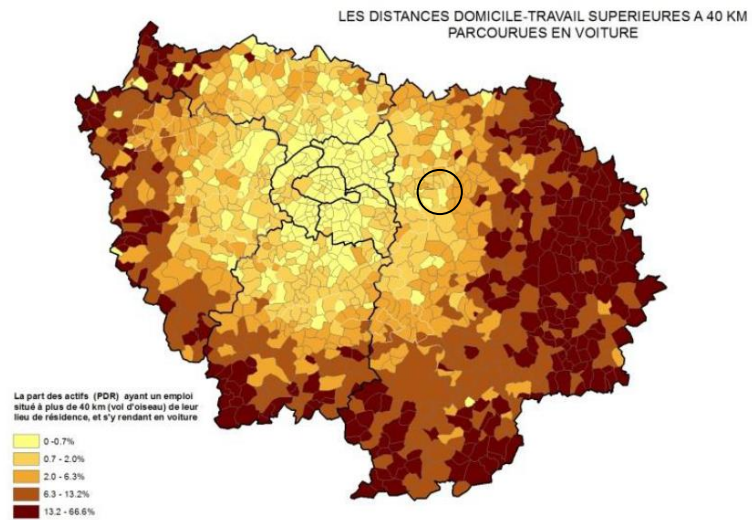 LES DISTANCES DOMICILE-TRAVAIL SUPERIEURES A 40 KM
PARCOURUES EN VOITURE
La part des actifs (PDR) ayant un emploi
situé à plus de 40 km (vol d'oiseau) de leur
lieu de résidence, et s'y rendant en voiture
0 -0.7%
0.7 - 2.0%
2.0 - 6.3%
6.3 - 13.2%
13.2 - 66.6%